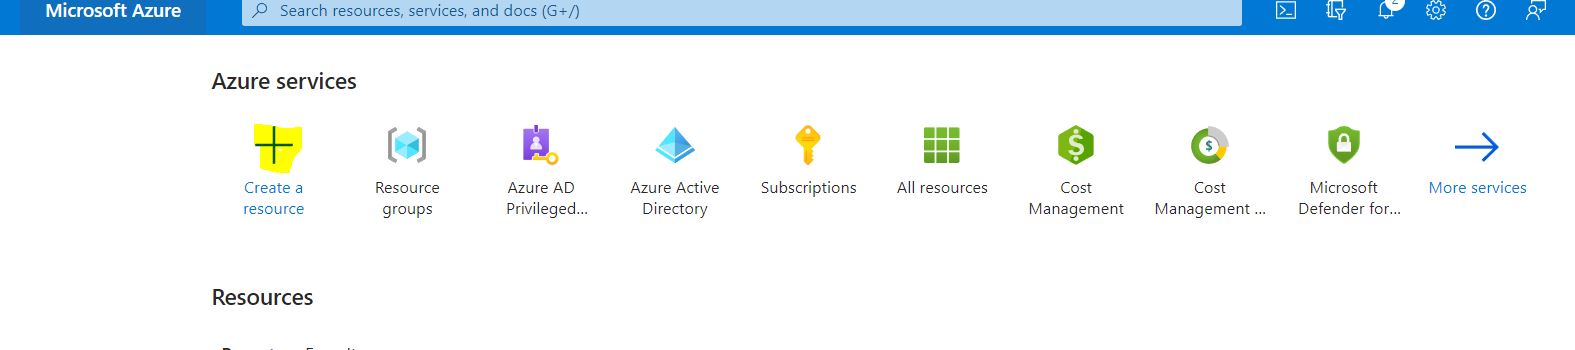 Microsoft Azure
Search resources, services, and docs (G+/)
2
Azure services
Create a
resource
Resource
groups
Azure AD
Privileged...
Azure Active
Directory
Subscriptions
All resources
Cost
Management
Cost
Management ...
Microsoft
Defender for...
More services
Resources